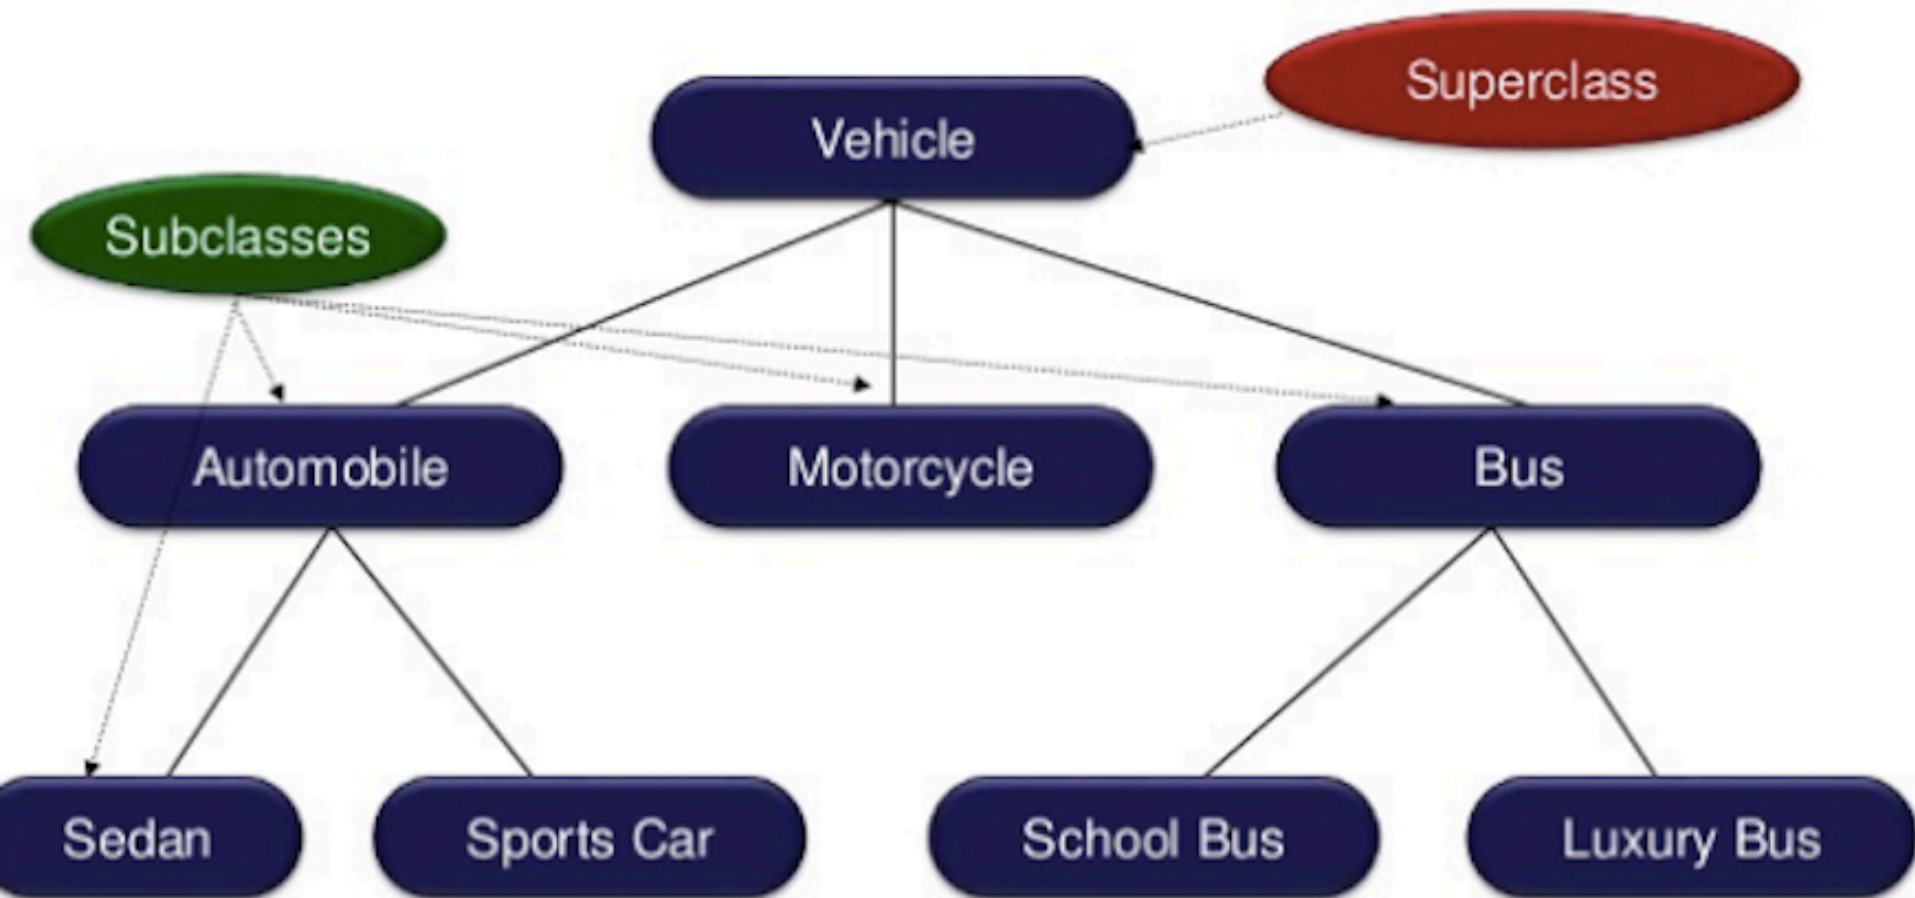 Superclass
Vehicle
Subclasses
Automobile
Motorcycle
Bus
Sedan
Sports Car
School Bus
Luxury Bus